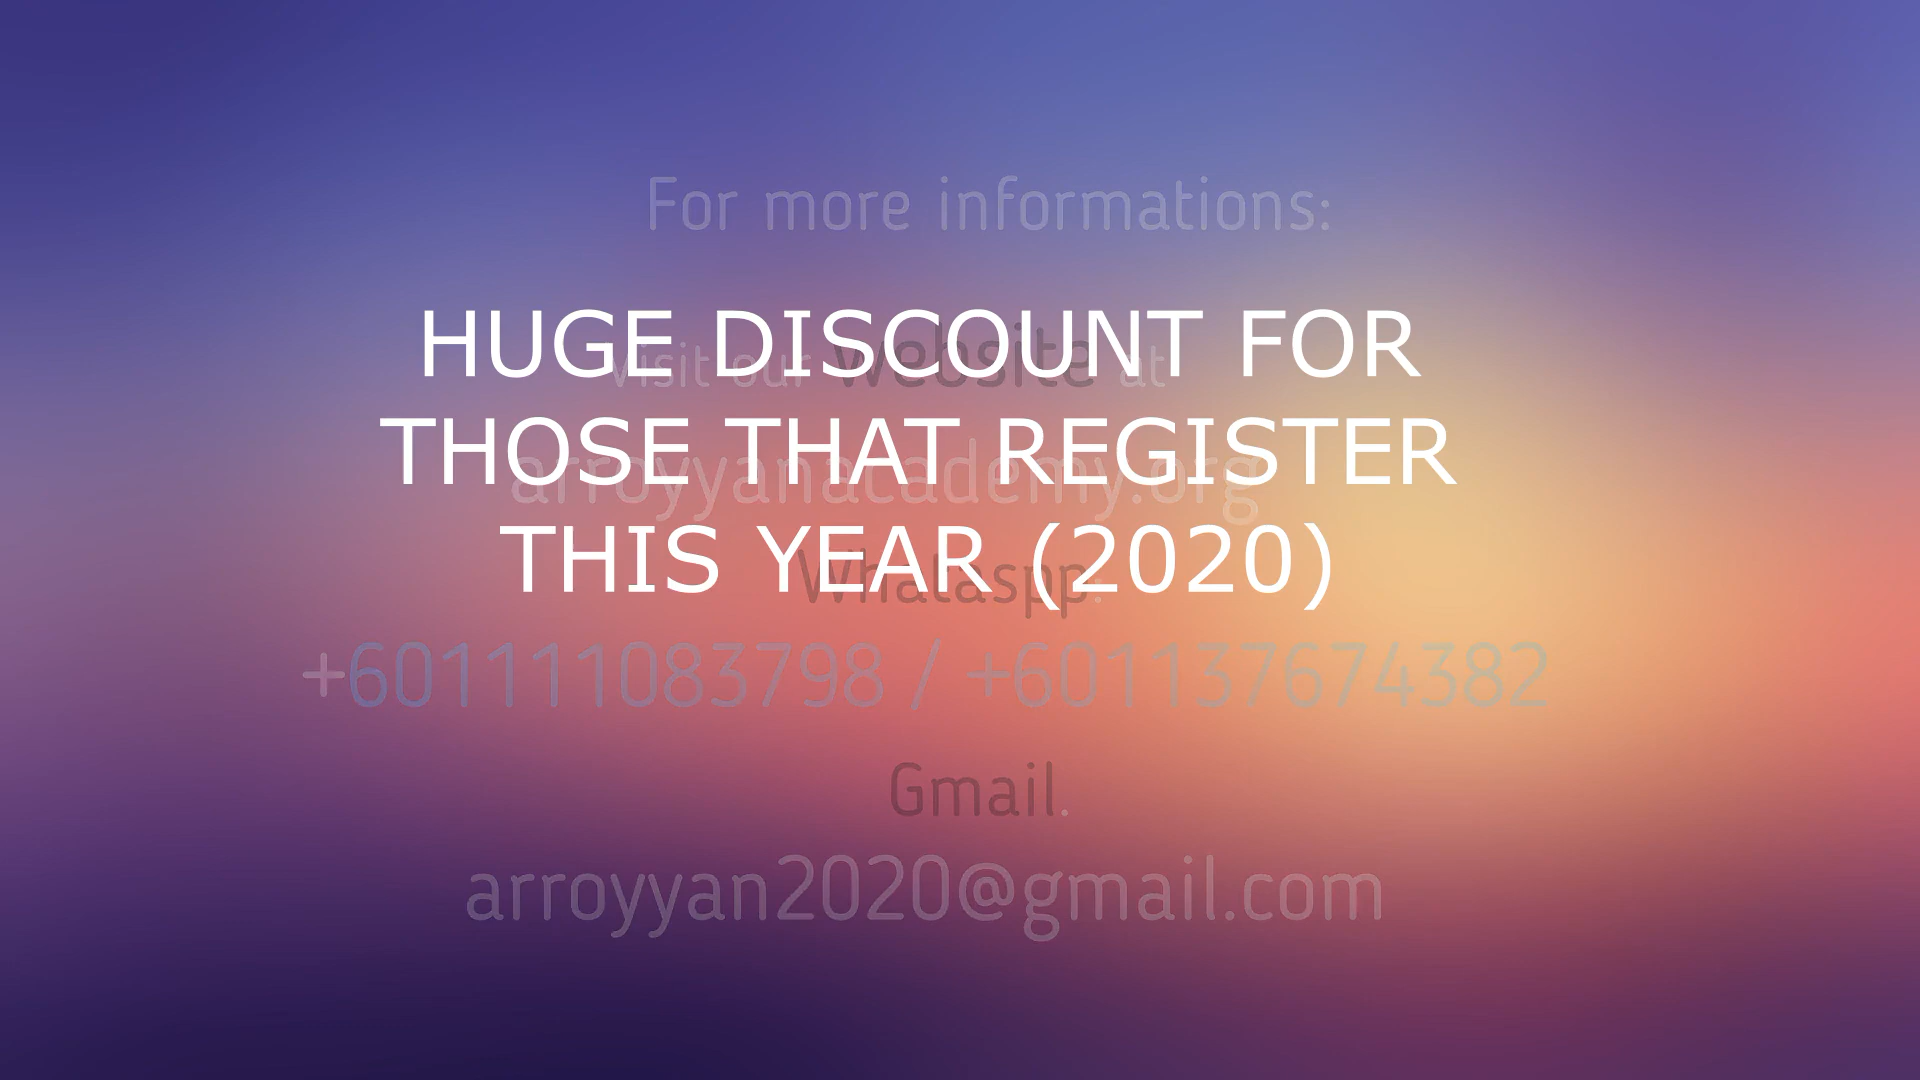 For more informations:
HUGE DISCOUNT FOR
Visit our website at
THOSE THAT REGISTER
arroyyanacademy.org
THIS YEAR (2020)
Whataspp:
+601111083798 / +601137674382
Gmail.
arroyyan2020@gmail.com